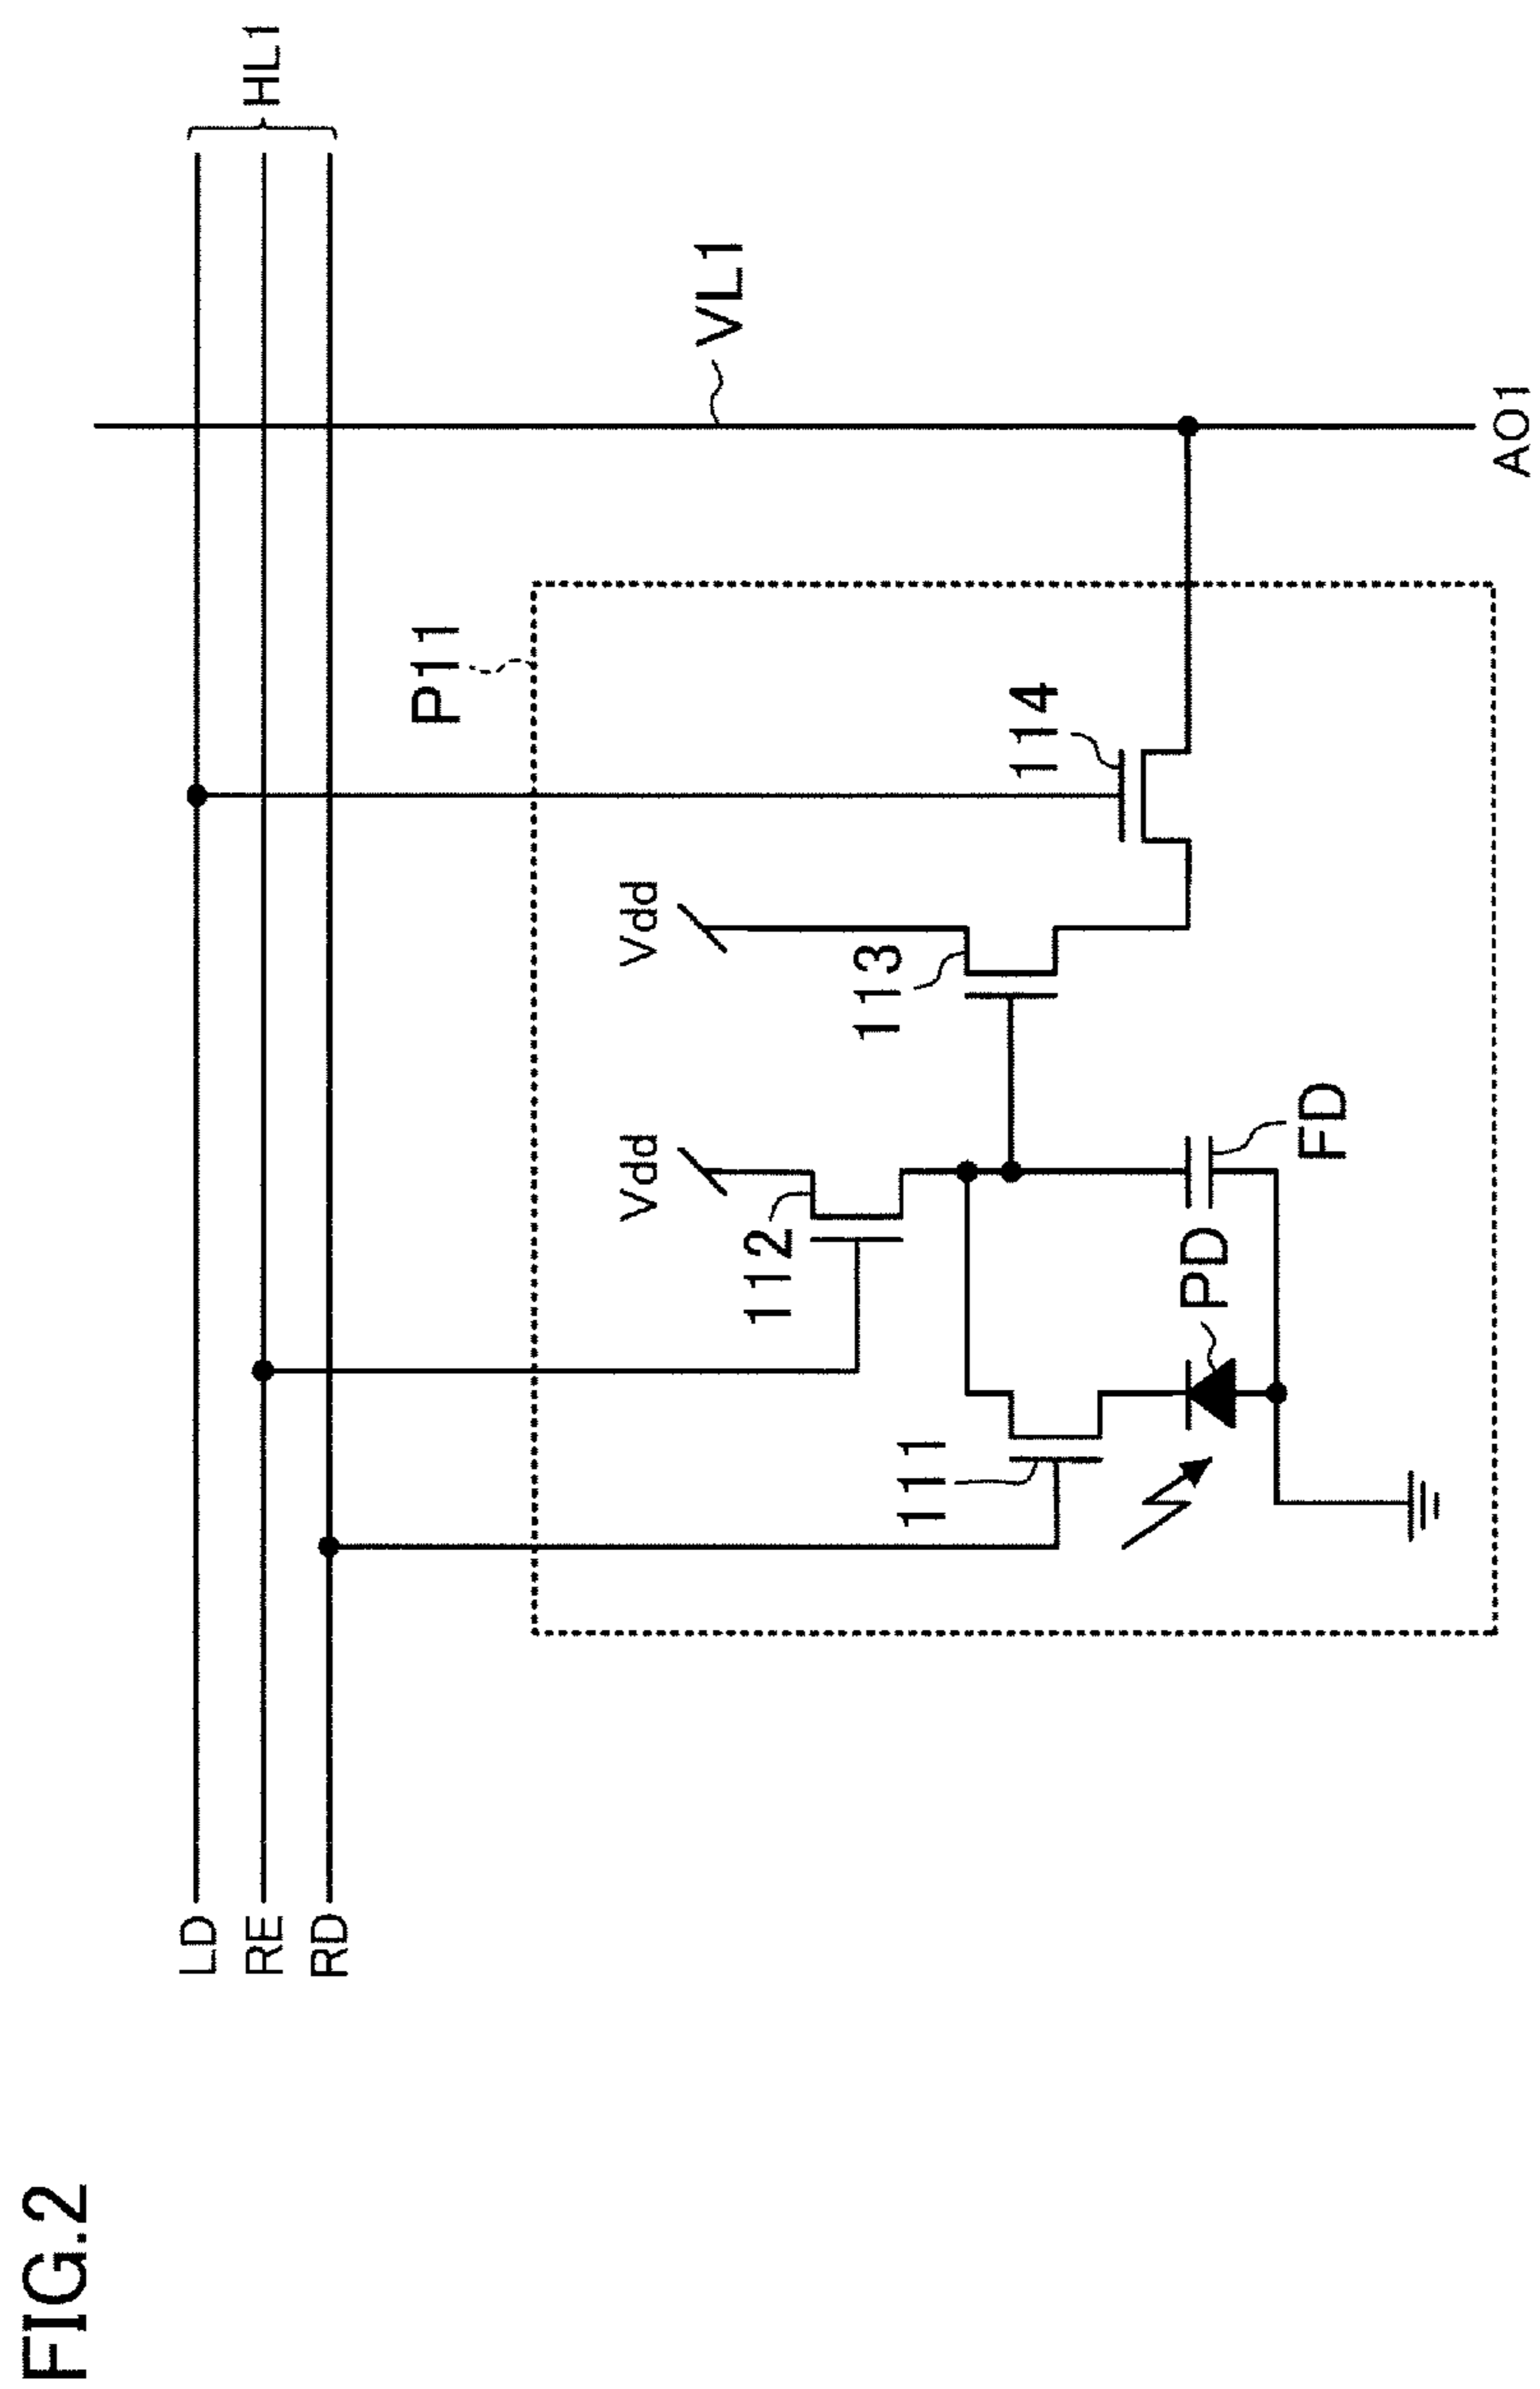 FIG.2
LD
RE
RD
HL1
VL1
P11
Vdd
Vdd
112
113
114
111
PD
FD
AO1